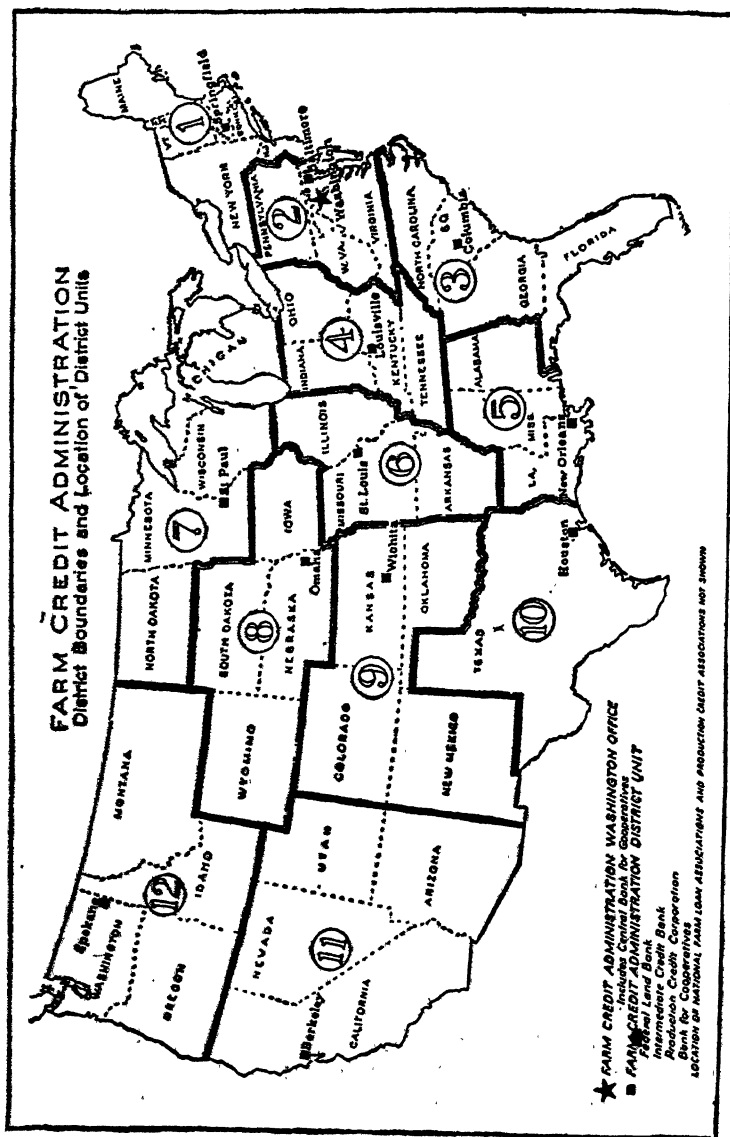 FARM CREDIT ADMINISTRATION
District Boundaries and Location of District Units
WASHINGTON
Spokane
OREGON
IDAHO
12
MONTANA
NEVADA
UTAH
11
Berkeley
CALIFORNIA
ARIZONA
WYOMING
COLORADO
NEW MEXICO
NORTH DAKOTA
SOUTH DAKOTA
8
NEBRASKA
Omaha
KANSAS
Wichita
9
OKLAHOMA
TEXAS
10
Houston
MINNESOTA
7
WISCONSIN
St. Paul
IOWA
ILLINOIS
MISSOURI
St. Louis
6
ARKANSAS
LA.
MISS
ALABAMA
5
New Orleans
INDIANA
OHIO
4
Louisville
KENTUCKY
TENNESSEE
NEW YORK
MAINE
VT
1
Springfield
PENNSYLVANIA
2
Baltimore
Washington
W. VA.
VIRGINIA
NORTH CAROLINA
Columbia
3
GEORGIA
FLORIDA
★ FARM CREDIT ADMINISTRATION WASHINGTON OFFICE
Includes Central Bank for Cooperatives
■ FARM CREDIT ADMINISTRATION DISTRICT UNIT
Federal Land Bank
Intermediate Credit Bank
Production Credit Corporation
Bank for Cooperatives
LOCATION OF NATIONAL FARM LOAN ASSOCIATIONS AND PRODUCTION CREDIT ASSOCIATIONS NOT SHOWN